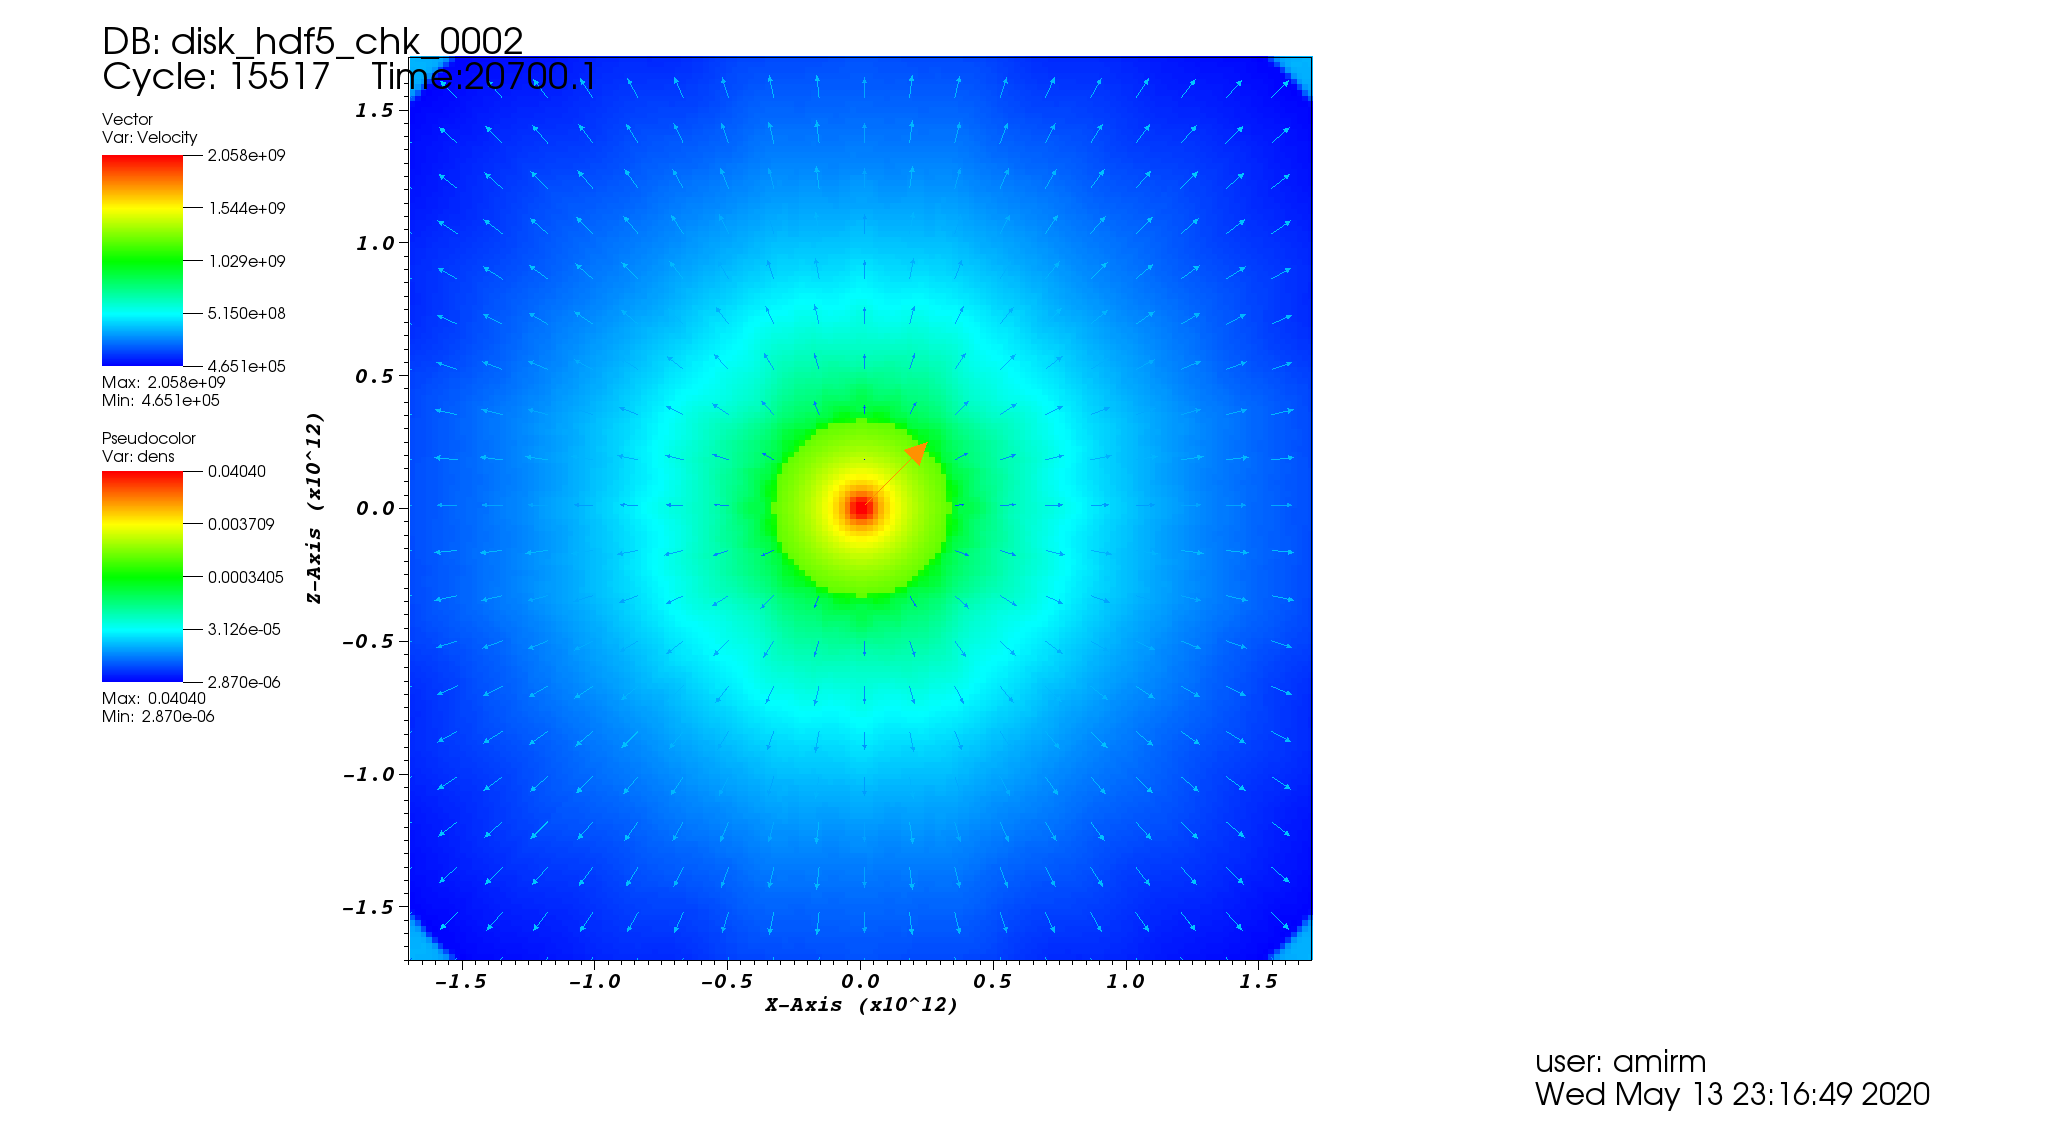 DB: disk_hdf5_chk_0002
Cycle: 15517 Time:20700.1
Vector
Var: Velocity
2.058e+09
1.544e+09
1.029e+09
5.150e+08
4.651e+05
Max: 2.058e+09
Min: 4.651e+05
Pseudocolor
Var: dens
0.04040
0.003709
0.0003405
3.126e-05
2.870e-06
Max: 0.04040
Min: 2.870e-06
Z-Axis (x10^12)
1.5
1.0
0.5
0.0
-0.5
-1.0
-1.5
-1.5 -1.0 -0.5 0.0 0.5 1.0 1.5
X-Axis (x10^12)
user: amirm
Wed May 13 23:16:49 2020